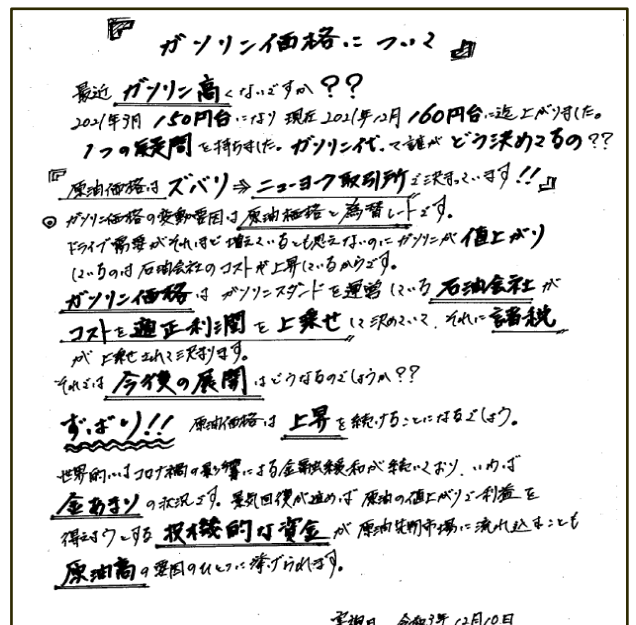 『ガソリン価格について』
最近 ガソリン高くないですか??
2021年3月 150円台になり 現在 2021年12月 160円台に迄上がりました。
1つの疑問を持ちました。ガソリン代って誰がどう決めてるの??
『原油価格は ズバリ⇒ニューヨーク取引所で決まっています!!』
◎ ガソリン価格の変動要因は原油価格と為替レートです。
ドライブ需要がそれほど増えているとも思えないのにガソリンが値上がり
しているのは石油会社のコストが上昇しているからです。
ガソリン価格はガソリンスタンドを運営している石油会社が
コストを適正利潤を上乗せして決めていて、それに諸税
が上乗せされて決まります。
それでは今後の展開はどうなるのでしょうか??
ずばり!! 原油価格は上昇を続けることになるでしょう。
世界的にはコロナ禍の影響による金融緩和が続いており、いわば
金あまりの状況です。景気回復が進めば原油の値上がりで利益を
得ようとする投機的な資金が原油先物市場に流れ込むことも
原油高の要因のひとつに挙げられます。
令和3年12月10日